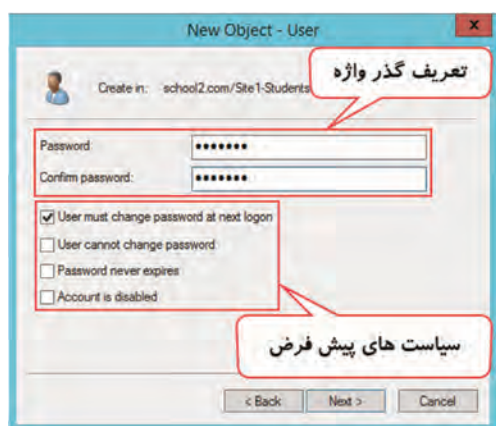 New Object - User
x
تعریف گذر واژه
Create in: school2.com/Site1-Students
Password
•••••••
Confirm password:
•••••••
User must change password at next logon
User cannot change password
Password never expires
Account is disabled
سیاست های پیش فرض
< Back
Next >
Cancel